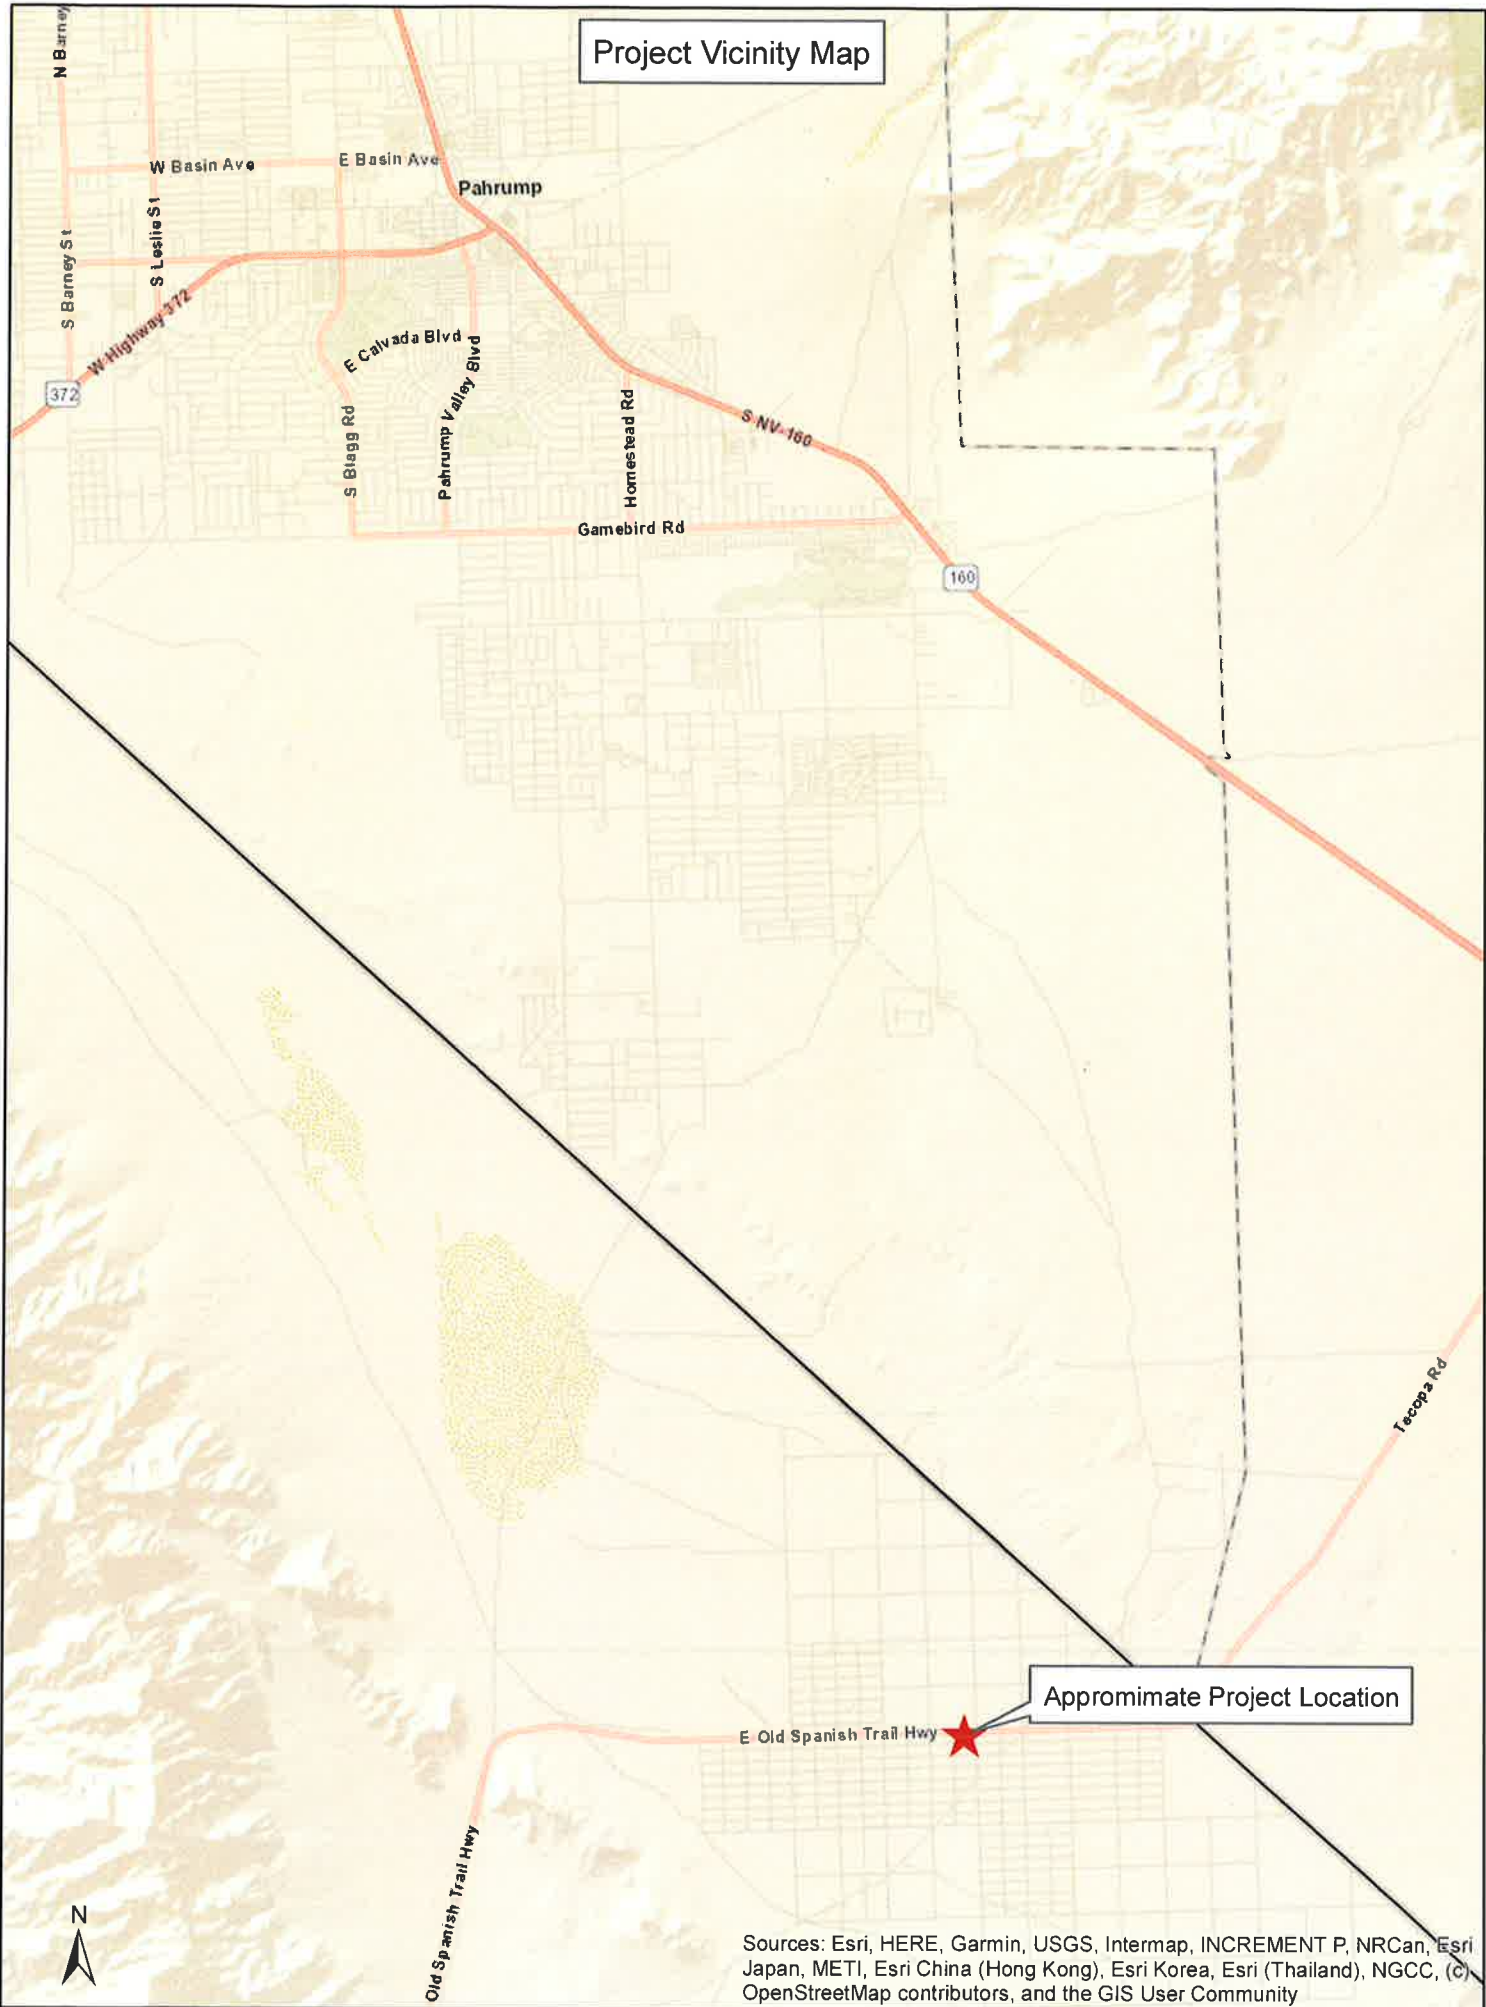 Project Vicinity Map
N Barney
W Basin Ave
E Basin Ave
Pahrump
S Leslie St
S Barney St
W Highway 372
372
E Calvada Blvd
Pahrump Valley Blvd
S Blagg Rd
Homestead Rd
S NV-160
Gamebird Rd
160
Tecopa Rd
Appromimate Project Location
E Old Spanish Trail Hwy
Old Spanish Trail Hwy
N
Sources: Esri, HERE, Garmin, USGS, Intermap, INCREMENT P, NRCan, Esri
Japan, METI, Esri China (Hong Kong), Esri Korea, Esri (Thailand), NGCC, (c)
OpenStreetMap contributors, and the GIS User Community